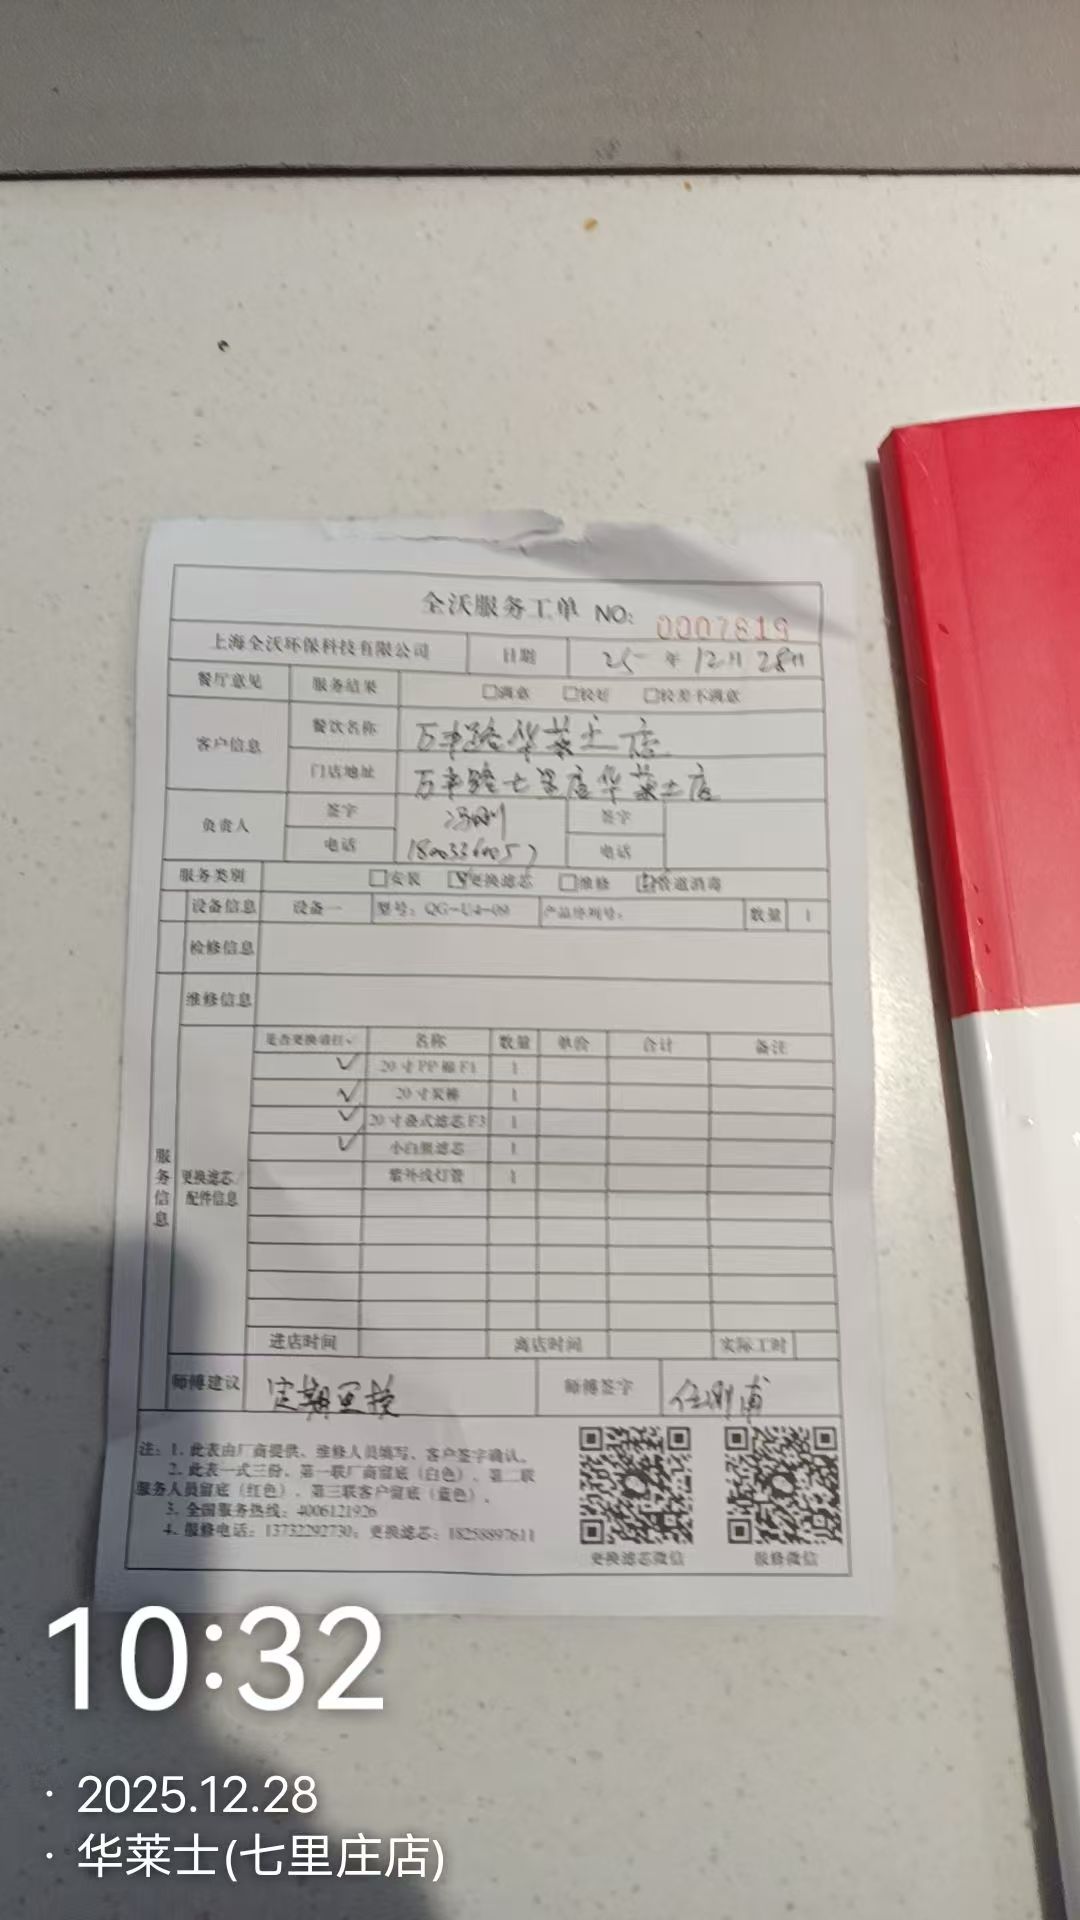 全沃服务工单 NO: 0007819
上海全沃环保科技有限公司 日期 25年12月28日
餐厅意见 服务结果 □满意 □较好 □较差不满意
客户信息 餐饮名称 万丰路华莱士店
门店地址 万丰路七里庄华莱士店
负责人 签字 签字
电话 电话
服务类别 □安装 ☑更换滤芯 □维修 ☑管道消毒
设备信息 设备一 型号: QG-U4-09 产品序列号: 数量 1
检修信息
维修信息
服务信息
更换滤芯/配件信息
是否更换请打√ 名称 数量 单价 合计 备注
√ 20寸PP棉F1 1
√ 20寸炭棒 1
√ 20寸叠式滤芯F3 1
√ 小白熊滤芯 1
紫外线灯管 1
进店时间 离店时间 实际工时
师傅建议 定期更换 师傅签字
注: 1. 此表由厂商提供、维修人员填写、客户签字确认。
2. 此表一式三份、第一联厂商留底（白色）、第二联
服务人员留底（红色）、第三联客户留底（蓝色）。
3. 全国服务热线: 4006121926
4. 报修电话: 13732292730; 更换滤芯: 18258897611
更换滤芯微信 报修微信
10:32
· 2025.12.28
· 华莱士(七里庄店)